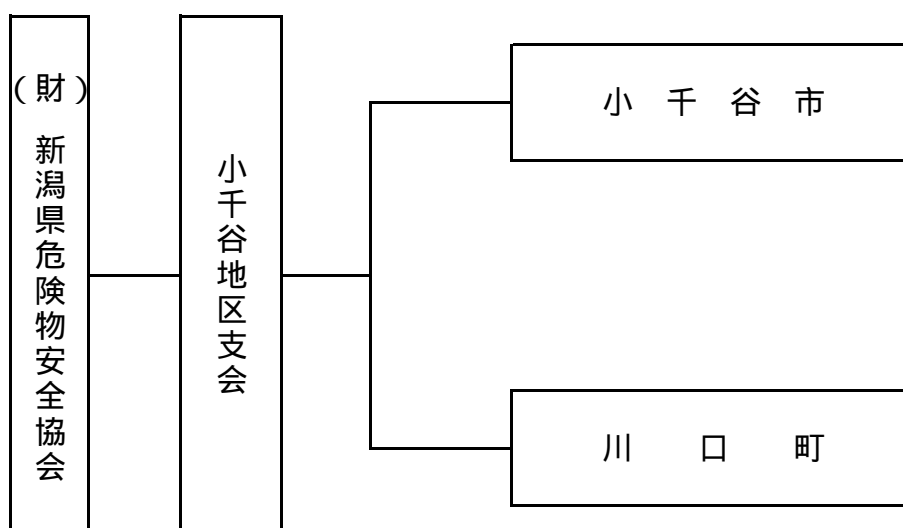 （財）新潟県危険物安全協会
小千谷地区支会
小千谷市
川口町